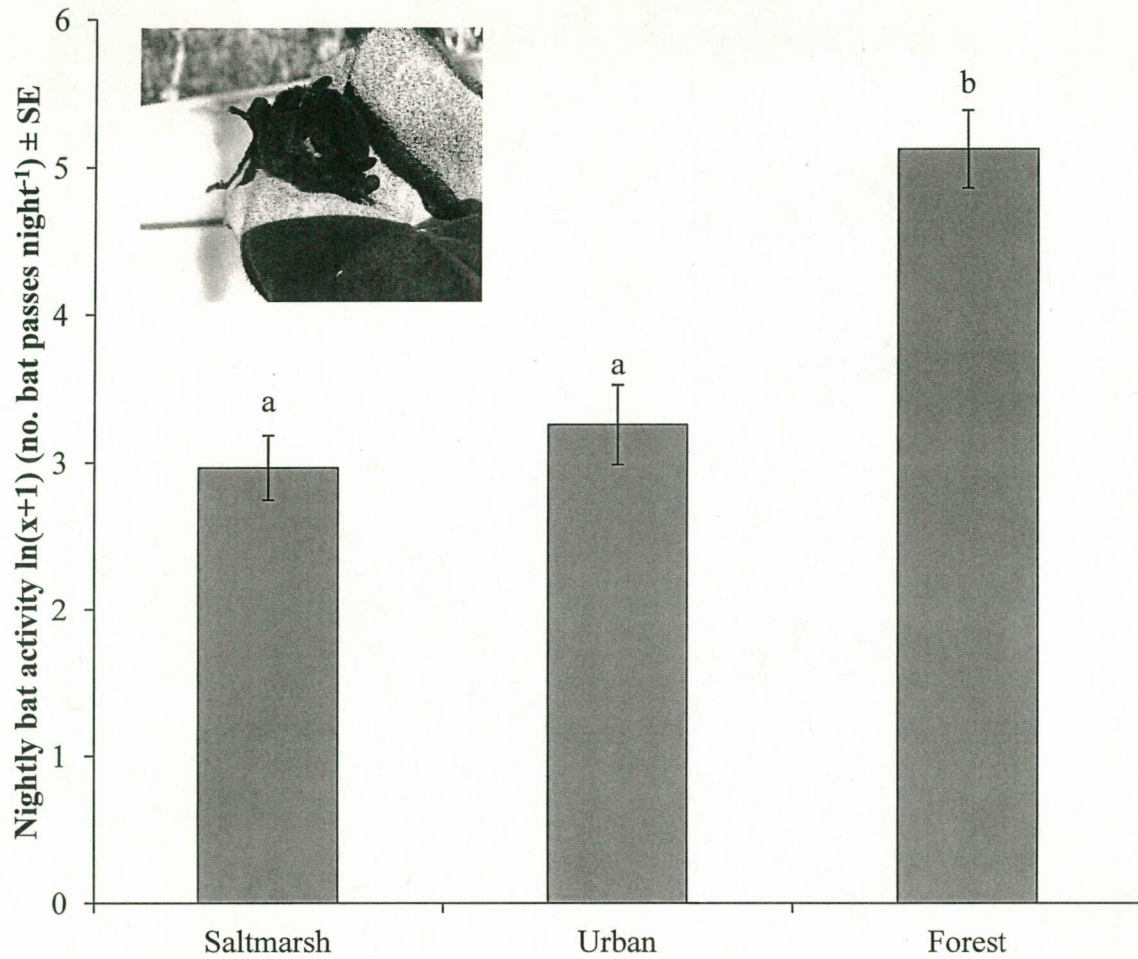 Nightly bat activity ln(x+1) (no. bat passes night⁻¹) ± SE
6
5
4
3
2
1
0
a
a
b
Saltmarsh
Urban
Forest